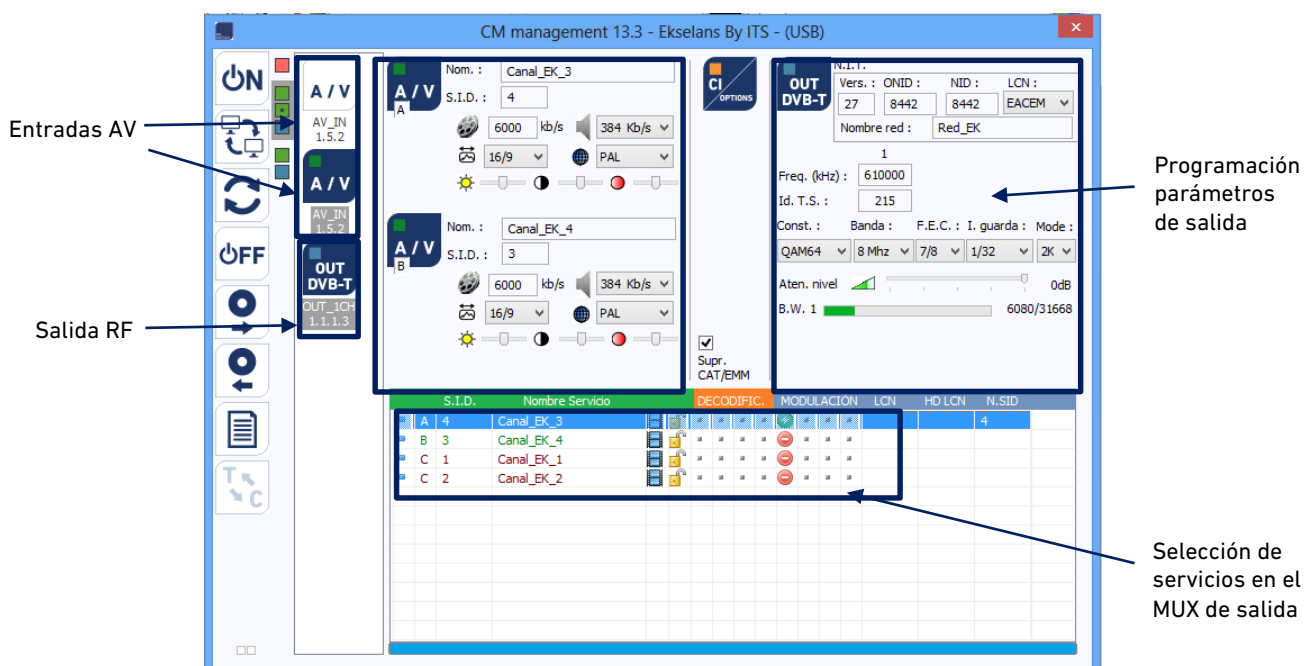 CM management 13.3 - Ekselans By ITS - (USB)
Entradas AV
Salida RF
Programación
parámetros
de salida
Selección de
servicios en el
MUX de salida
ON
OFF
T
C
A / V
AV_IN
1.5.2
A / V
AV_IN
1.5.2
OUT
DVB-T
OUT_1CH
1.1.1.3
A / V
A
Nom. : Canal_EK_3
S.I.D. : 4
6000 kb/s 384 Kb/s
16/9 PAL
A / V
B
Nom. : Canal_EK_4
S.I.D. : 3
6000 kb/s 384 Kb/s
16/9 PAL
CI
OPTIONS
Supr.
CAT/EMM
OUT
DVB-T
N.I.T.
Vers. : ONID : NID : LCN :
27 8442 8442 EACEM
Nombre red : Red_EK
1
Freq. (kHz) : 610000
Id. T.S. : 215
Const. : Banda : F.E.C. : I. guarda : Mode :
QAM64 8 Mhz 7/8 1/32 2K
Aten. nivel 0dB
B.W. 1 6080/31668
S.I.D. Nombre Servicio DECODIFIC. MODULACIÓN LCN HD LCN N.SID
A 4 Canal_EK_3 4
B 3 Canal_EK_4
C 1 Canal_EK_1
C 2 Canal_EK_2